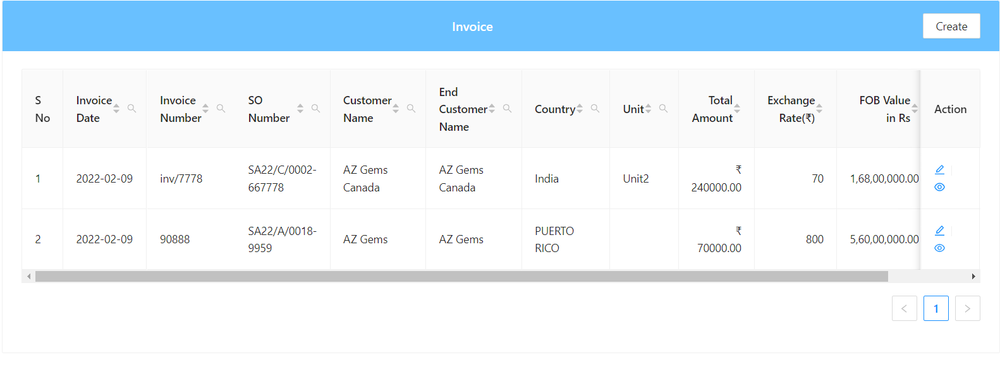 Invoice
Create
S No
Invoice Date
Invoice Number
SO Number
Customer Name
End Customer Name
Country
Unit
Total Amount
Exchange Rate(₹)
FOB Value in Rs
Action
1
2022-02-09
inv/7778
SA22/C/0002-
667778
AZ Gems
Canada
AZ Gems
Canada
India
Unit2
₹
240000.00
70
1,68,00,000.00
2
2022-02-09
90888
SA22/A/0018-
9959
AZ Gems
AZ Gems
PUERTO
RICO
₹
70000.00
800
5,60,00,000.00
< 1 >